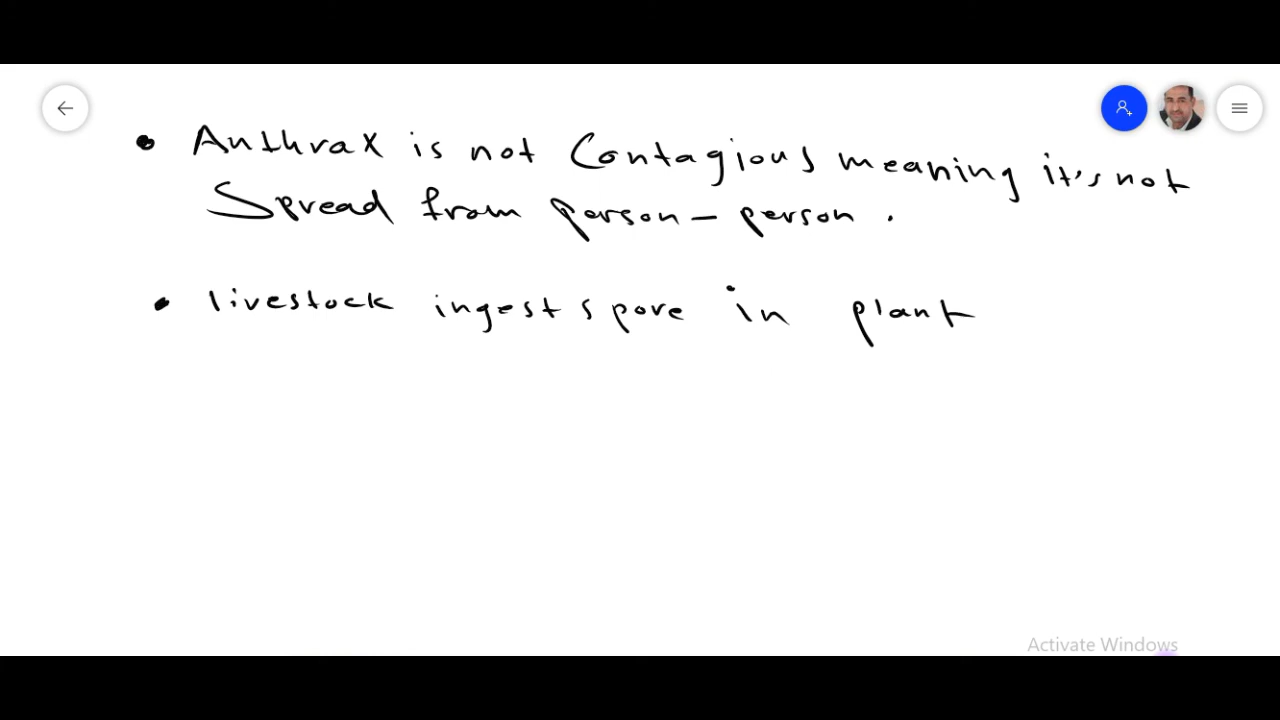 • Anthrax is not Contagious meaning it's not
Spread from person - person.
• livestock ingest spore in plant
Activate Windows